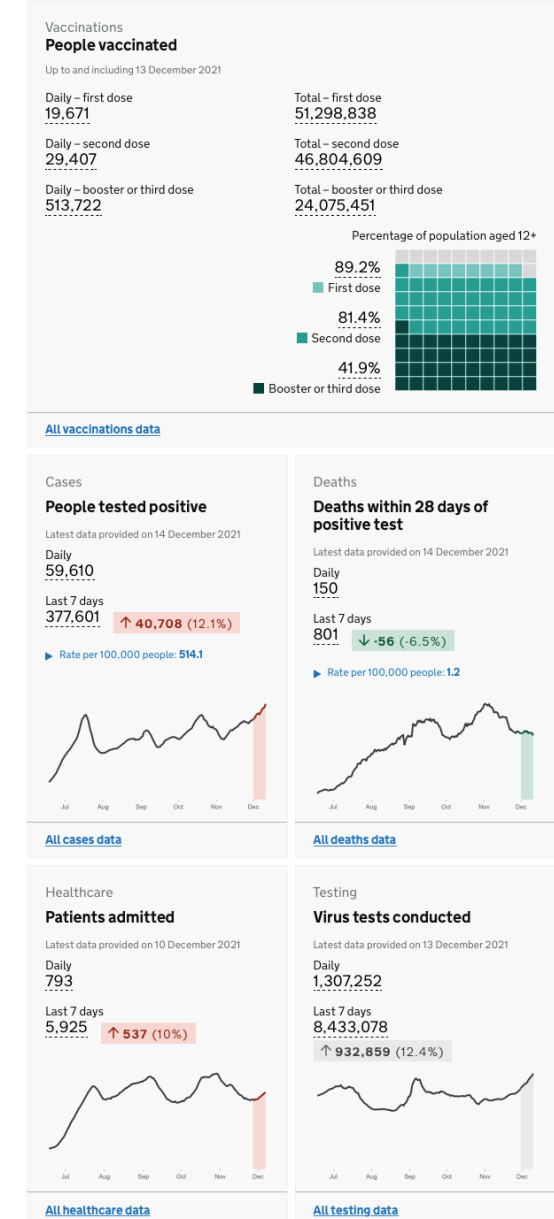 Vaccinations
People vaccinated
Up to and including 13 December 2021
Daily – first dose
19,671
Total – first dose
51,298,838
Daily – second dose
29,407
Total – second dose
46,804,609
Daily – booster or third dose
513,722
Total – booster or third dose
24,075,451
Percentage of population aged 12+
89.2%
First dose
81.4%
Second dose
41.9%
Booster or third dose
All vaccinations data
Cases
People tested positive
Latest data provided on 14 December 2021
Daily
59,610
Last 7 days
377,601 ↑ 40,708 (12.1%)
▶ Rate per 100,000 people: 514.1
Jul Aug Sep Oct Nov Dec
All cases data
Deaths
Deaths within 28 days of
positive test
Latest data provided on 14 December 2021
Daily
150
Last 7 days
801 ↓ -56 (-6.5%)
▶ Rate per 100,000 people: 1.2
Jul Aug Sep Oct Nov Dec
All deaths data
Healthcare
Patients admitted
Latest data provided on 10 December 2021
Daily
793
Last 7 days
5,925 ↑ 537 (10%)
Jul Aug Sep Oct Nov Dec
All healthcare data
Testing
Virus tests conducted
Latest data provided on 13 December 2021
Daily
1,307,252
Last 7 days
8,433,078
↑ 932,859 (12.4%)
Jul Aug Sep Oct Nov Dec
All testing data